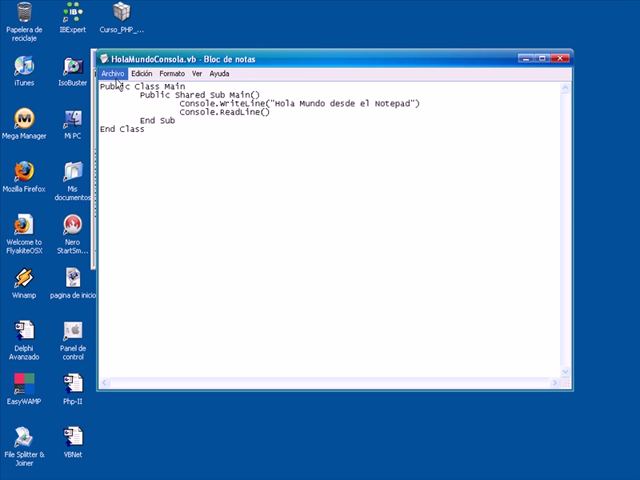 Papelera de
reciclaje
IBExpert
Curso_PHP_...
iTunes
IsoBuster
Mega Manager
Mi PC
Mozilla Firefox
Mis
documentos
Welcome to
FlyakiteOSX
Nero
StartSm...
Winamp
pagina de inicio
Delphi
Avanzado
Panel de
control
EasyWAMP
Php-II
File Splitter &
Joiner
VBNet
HolaMundoConsola.vb - Bloc de notas
Archivo Edición Formato Ver Ayuda
Public Class Main
Public Shared Sub Main()
Console.WriteLine("Hola Mundo desde el Notepad")
Console.ReadLine()
End Sub
End Class